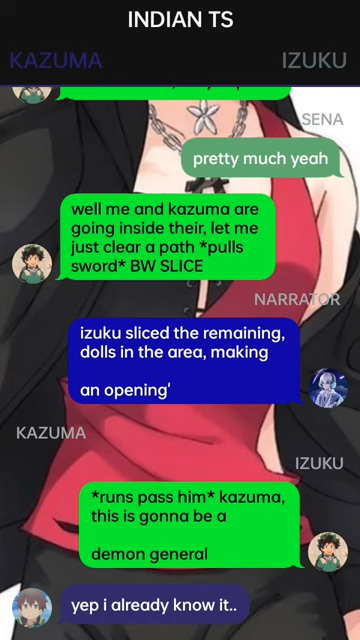 INDIAN TS
KAZUMA
IZUKU
SENA
pretty much yeah
well me and kazuma are
going inside their, let me
just clear a path *pulls
sword* BW SLICE
NARRATOR
izuku sliced the remaining,
dolls in the area, making
an opening'
KAZUMA
IZUKU
*runs pass him* kazuma,
this is gonna be a
demon general
yep i already know it..